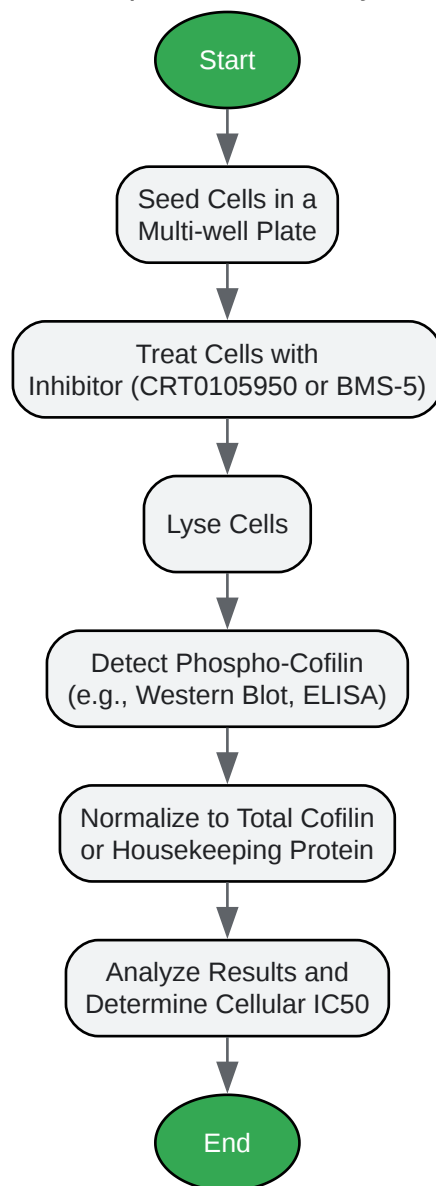 Start
Seed Cells in a
Multi-well Plate
Treat Cells with
Inhibitor (CRT0105950 or BMS-5)
Lyse Cells
Detect Phospho-Cofilin
(e.g., Western Blot, ELISA)
Normalize to Total Cofilin
or Housekeeping Protein
Analyze Results and
Determine Cellular IC50
End